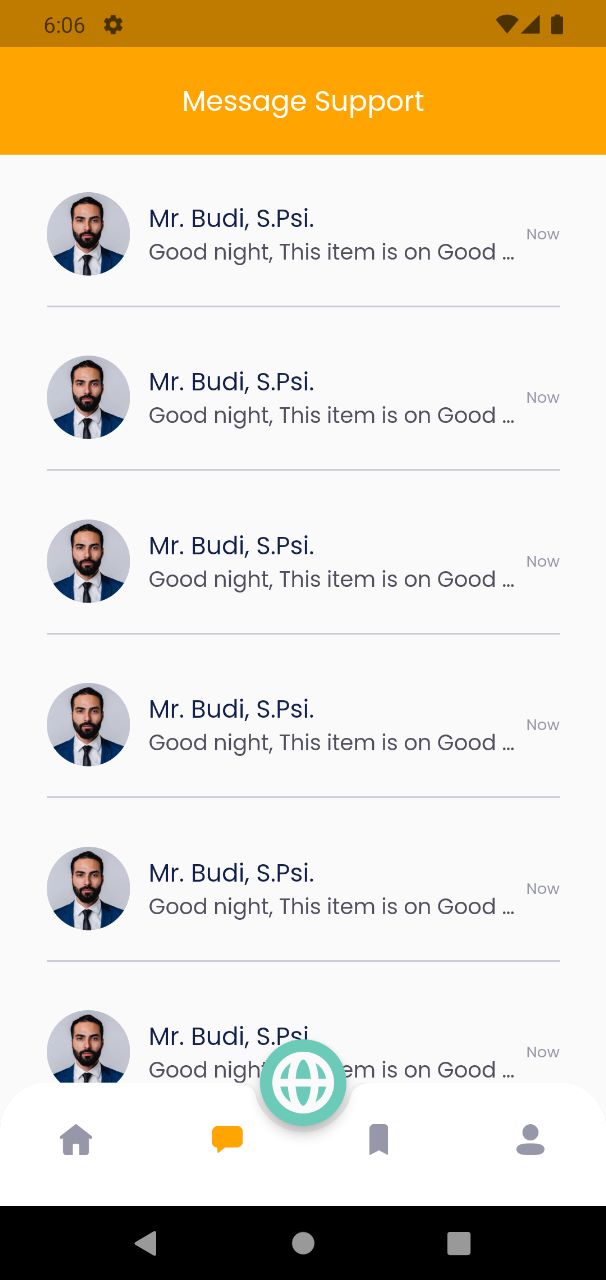 6:06
Message Support
Mr. Budi, S.Psi.
Good night, This item is on Good ...
Now
Mr. Budi, S.Psi.
Good night, This item is on Good ...
Now
Mr. Budi, S.Psi.
Good night, This item is on Good ...
Now
Mr. Budi, S.Psi.
Good night, This item is on Good ...
Now
Mr. Budi, S.Psi.
Good night, This item is on Good ...
Now
Mr. Budi, S.Psi.
Good em is on Good ...
Now